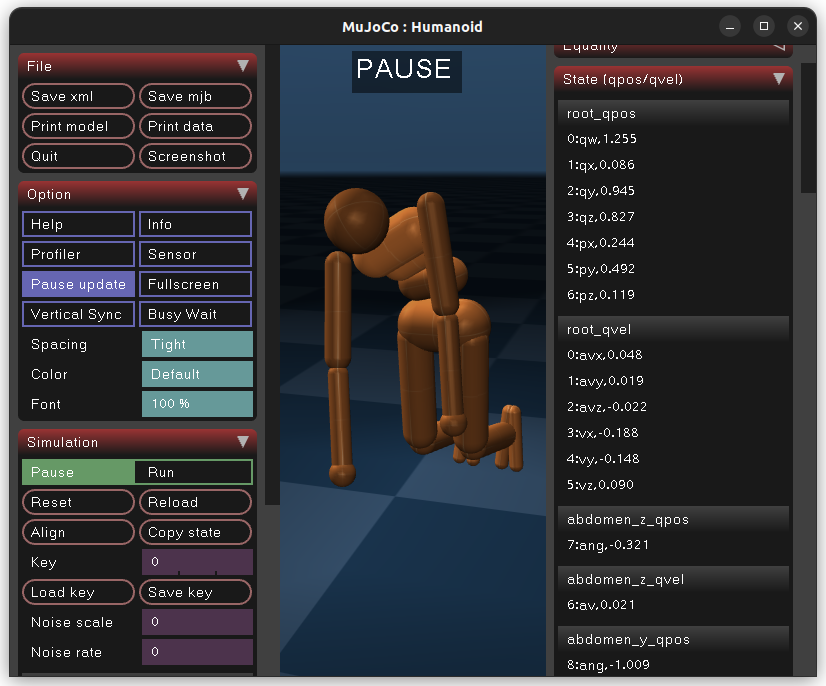 MuJoCo : Humanoid
File
Save xml Save mjb
Print model Print data
Quit Screenshot
Option
Help Info
Profiler Sensor
Pause update Fullscreen
Vertical Sync Busy Wait
Spacing Tight
Color Default
Font 100 %
Simulation
Pause Run
Reset Reload
Align Copy state
Key 0
Load key Save key
Noise scale 0
Noise rate 0
PAUSE
Equality
State (qpos/qvel)
root_qpos
0:qw,1.255
1:qx,0.086
2:qy,0.945
3:qz,0.827
4:px,0.244
5:py,0.492
6:pz,0.119
root_qvel
0:avx,0.048
1:avy,0.019
2:avz,-0.022
3:vx,-0.188
4:vy,-0.148
5:vz,0.090
abdomen_z_qpos
7:ang,-0.321
abdomen_z_qvel
6:av,0.021
abdomen_y_qpos
8:ang,-1.009